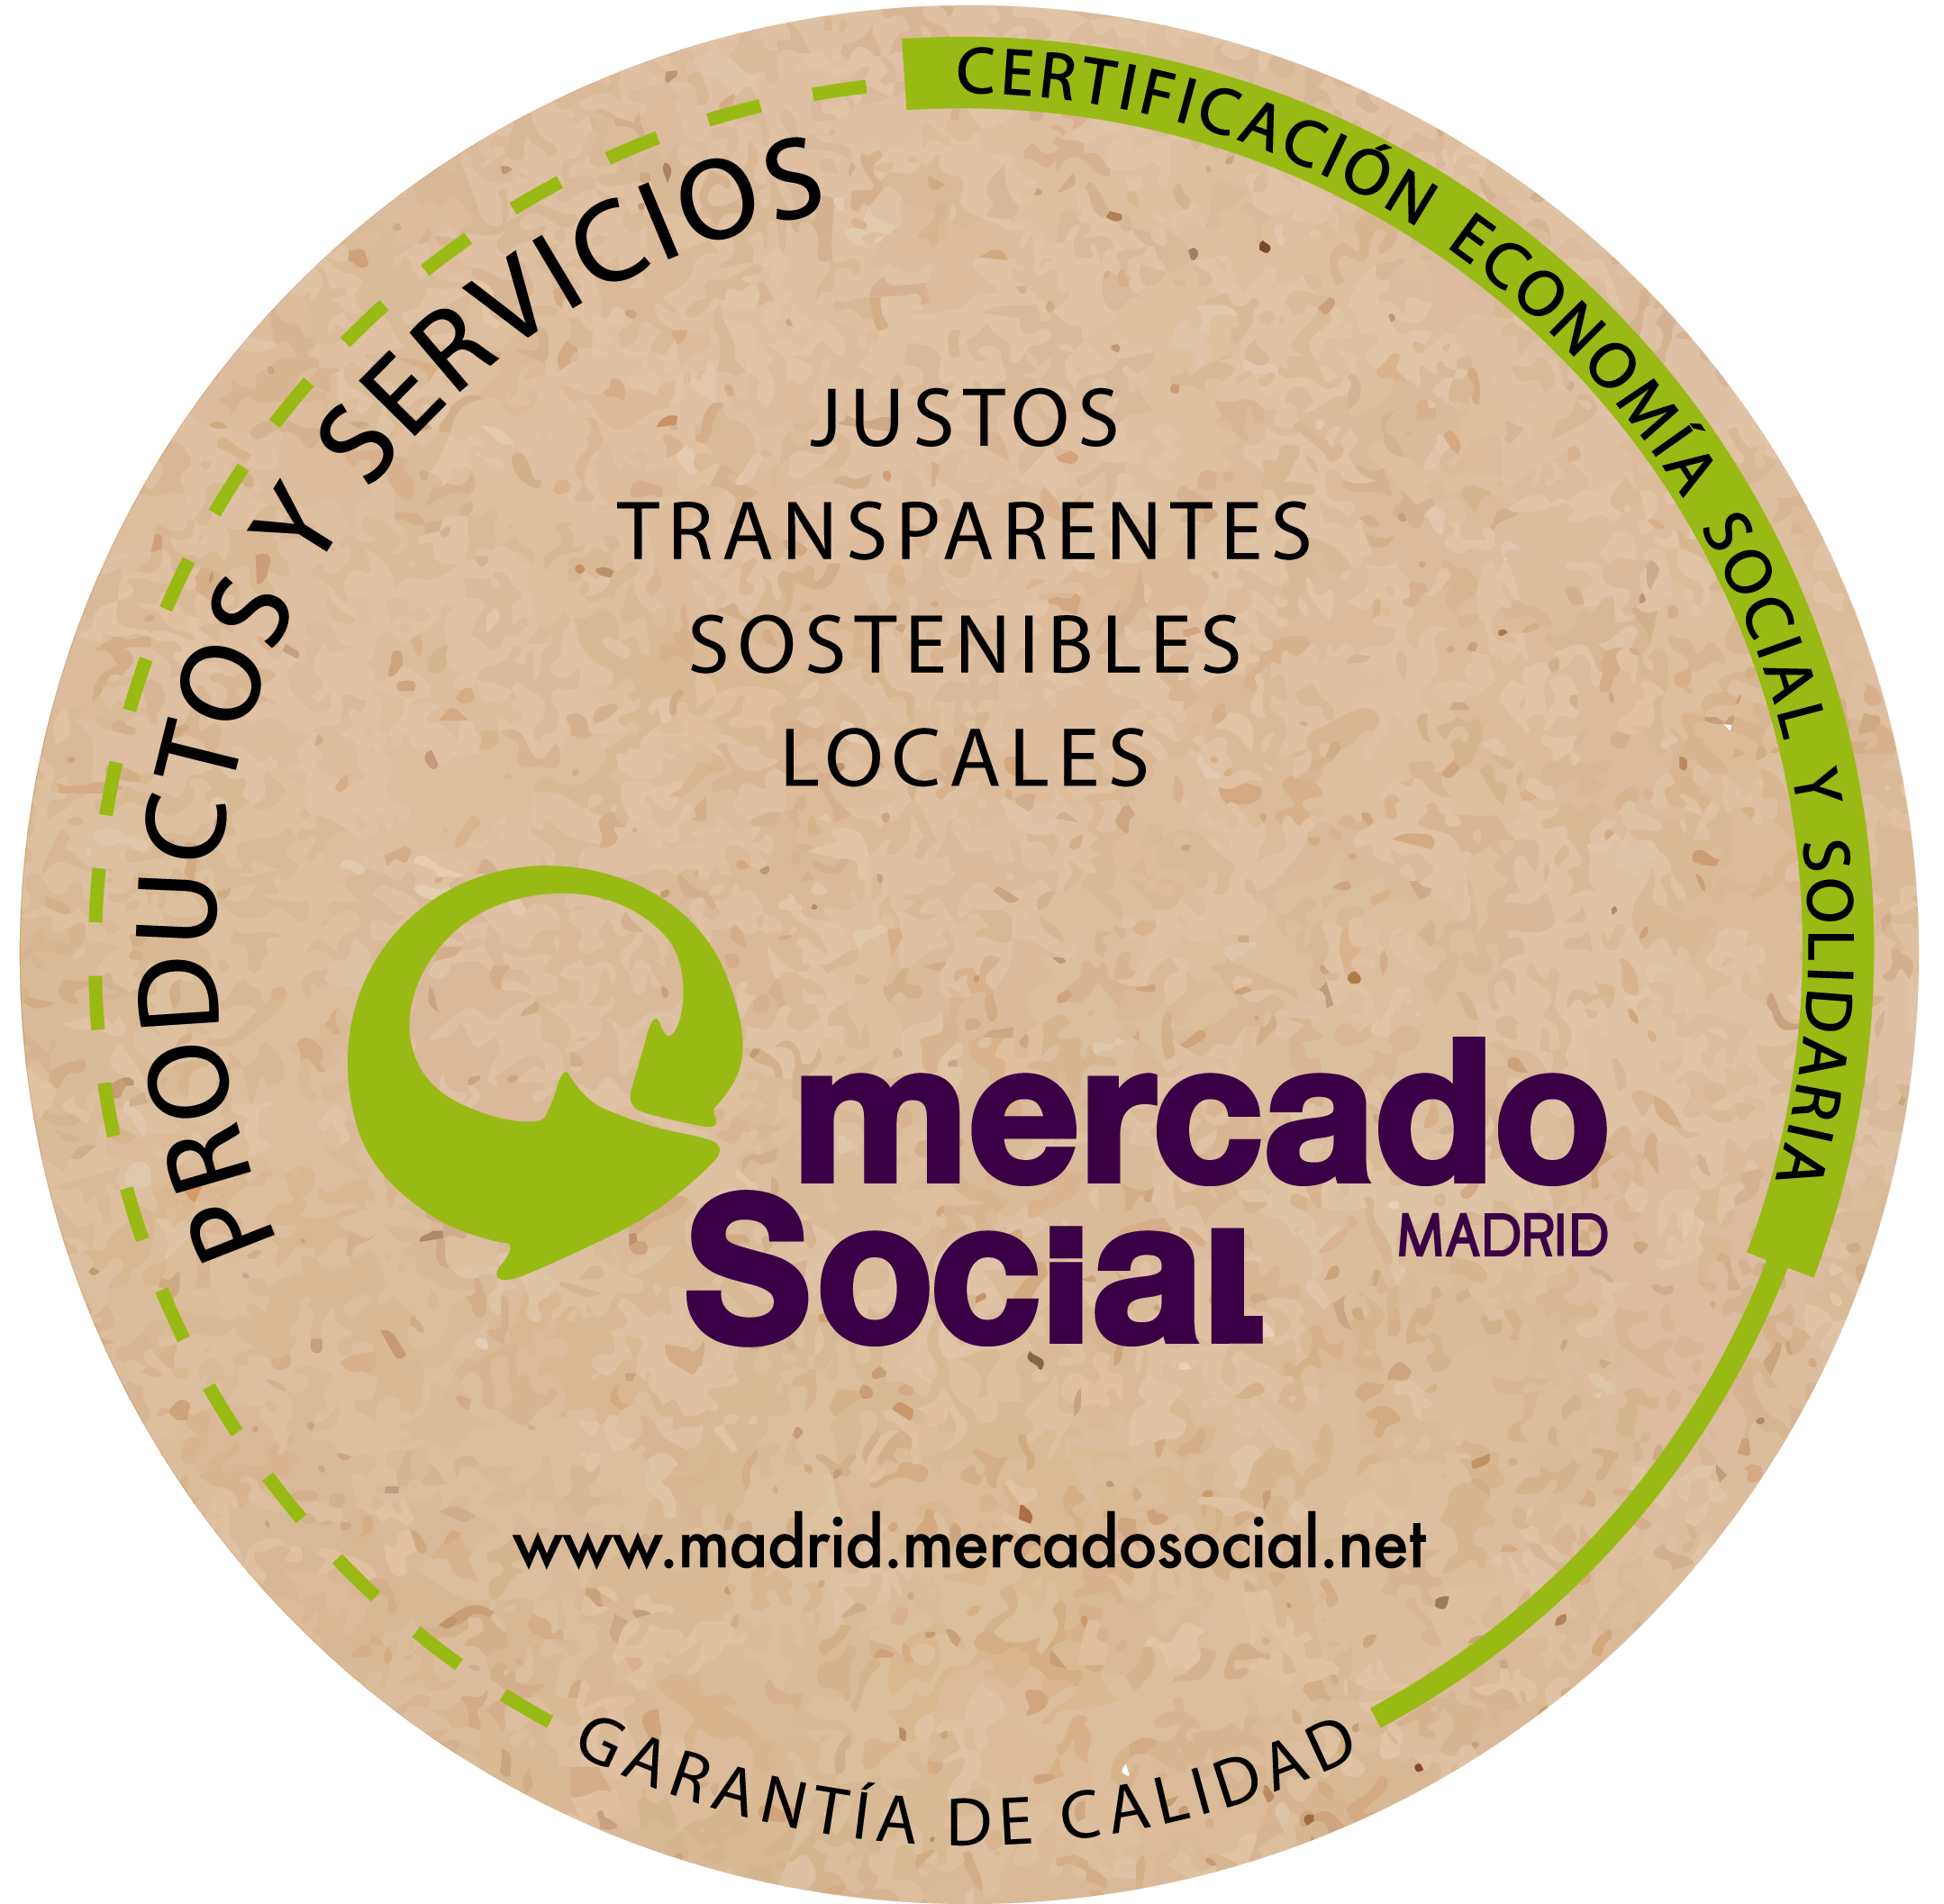 CERTIFICACIÓN ECONOMÍA SOCIAL Y SOLIDARÍA
PRODUCTOS Y SERVICIOS
JUSTOS
TRANSPARENTES
SOSTENIBLES
LOCALES
mercado
Social
MADRID
www.madrid.mercadosocial.net
GARANTÍA DE CALIDAD